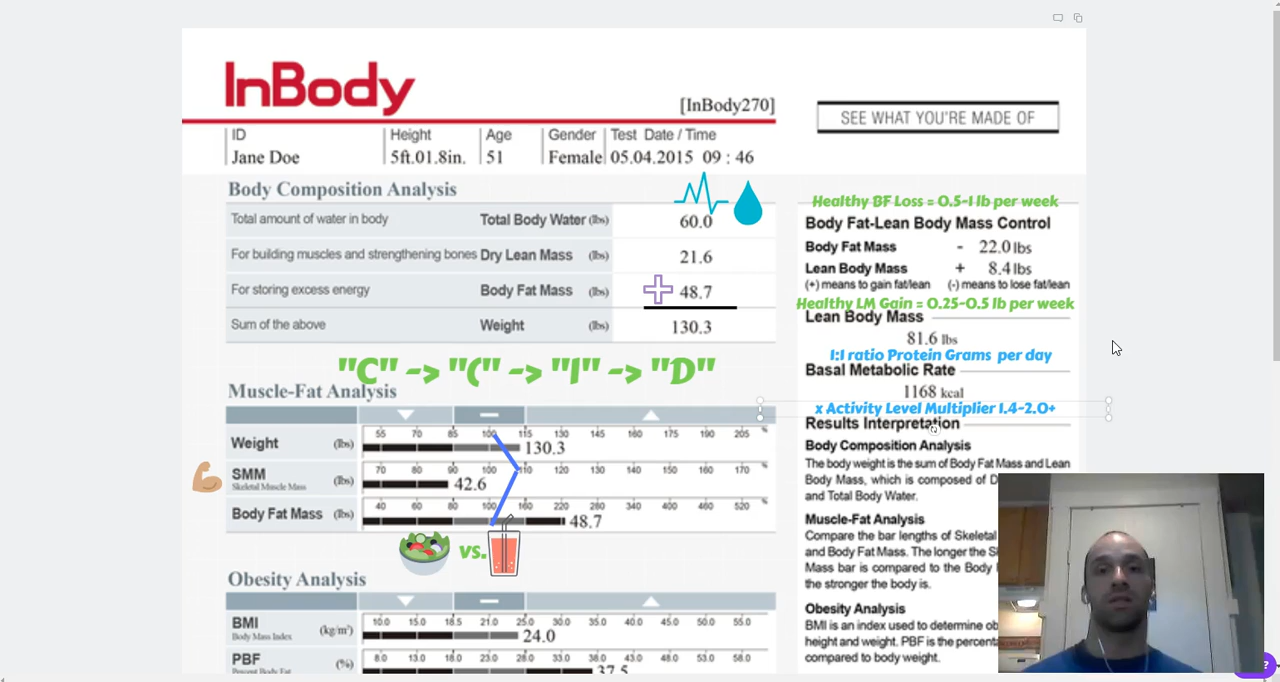 InBody
[InBody270]
SEE WHAT YOU'RE MADE OF
ID Height Age Gender Test Date / Time
Jane Doe 5ft.01.8in. 51 Female 05.04.2015 09 : 46
Body Composition Analysis
Total amount of water in body Total Body Water (lbs) 60.0
For building muscles and strengthening bones Dry Lean Mass (lbs) 21.6
For storing excess energy Body Fat Mass (lbs) 48.7
Sum of the above Weight (lbs) 130.3
"C" -> "(" -> "I" -> "D"
Muscle-Fat Analysis
Weight (lbs) 55 70 85 100 115 130 145 160 175 190 205 %
130.3
SMM (lbs) 70 80 90 100 110 120 130 140 150 160 170 %
Skeletal Muscle Mass 42.6
Body Fat Mass (lbs) 40 60 80 100 160 220 280 340 400 460 520 %
48.7
vs.
Obesity Analysis
BMI (kg/m²) 10.0 15.0 18.5 21.0 25.0 30.0 35.0 40.0 45.0 50.0 55.0
Body Mass Index 24.0
PBF (%) 8.0 13.0 18.0 23.0 28.0 33.0 38.0 43.0 48.0 53.0 58.0
Percent Body Fat 37.5
Healthy BF Loss = 0.5-1 lb per week
Body Fat-Lean Body Mass Control
Body Fat Mass - 22.0 lbs
Lean Body Mass + 8.4 lbs
(+) means to gain fat/lean (-) means to lose fat/lean
Healthy LM Gain = 0.25-0.5 lb per week
Lean Body Mass
81.6 lbs
1:1 ratio Protein Grams per day
Basal Metabolic Rate
1168 kcal
x Activity Level Multiplier 1.4-2.0+
Results Interpretation
Body Composition Analysis
The body weight is the sum of Body Fat Mass and Lean
Body Mass, which is composed of D
and Total Body Water.
Muscle-Fat Analysis
Compare the bar lengths of Skeletal
and Body Fat Mass. The longer the S
Mass bar is compared to the Body
the stronger the body is.
Obesity Analysis
BMI is an index used to determine ob
height and weight. PBF is the percent
compared to body weight.
?